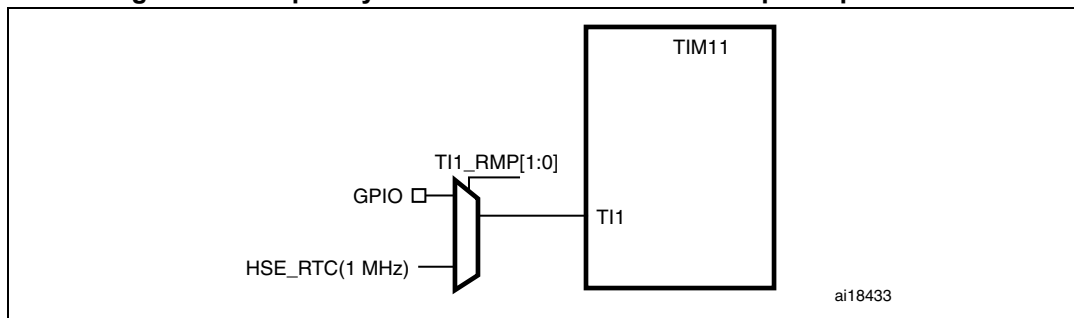 TIM11
TI1_RMP[1:0]
GPIO
TI1
HSE_RTC(1 MHz)
ai18433